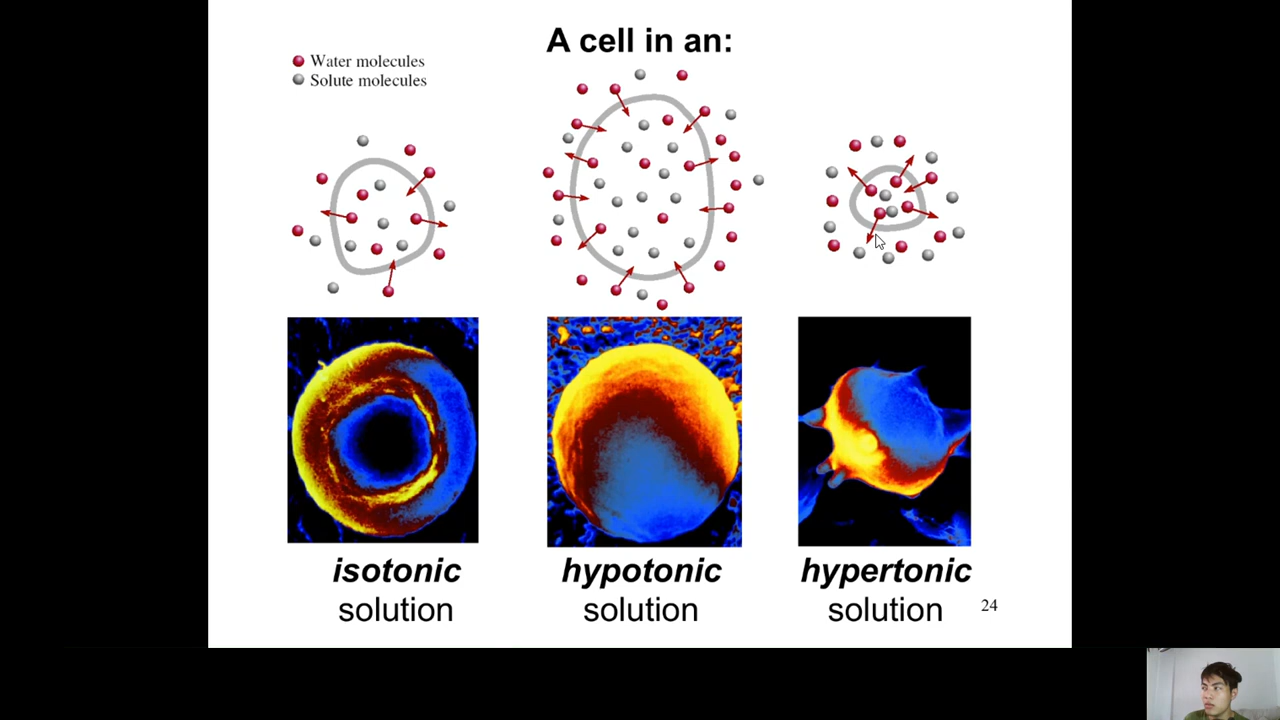 A cell in an:
Water molecules
Solute molecules
isotonic
solution
hypotonic
solution
hypertonic
solution
24